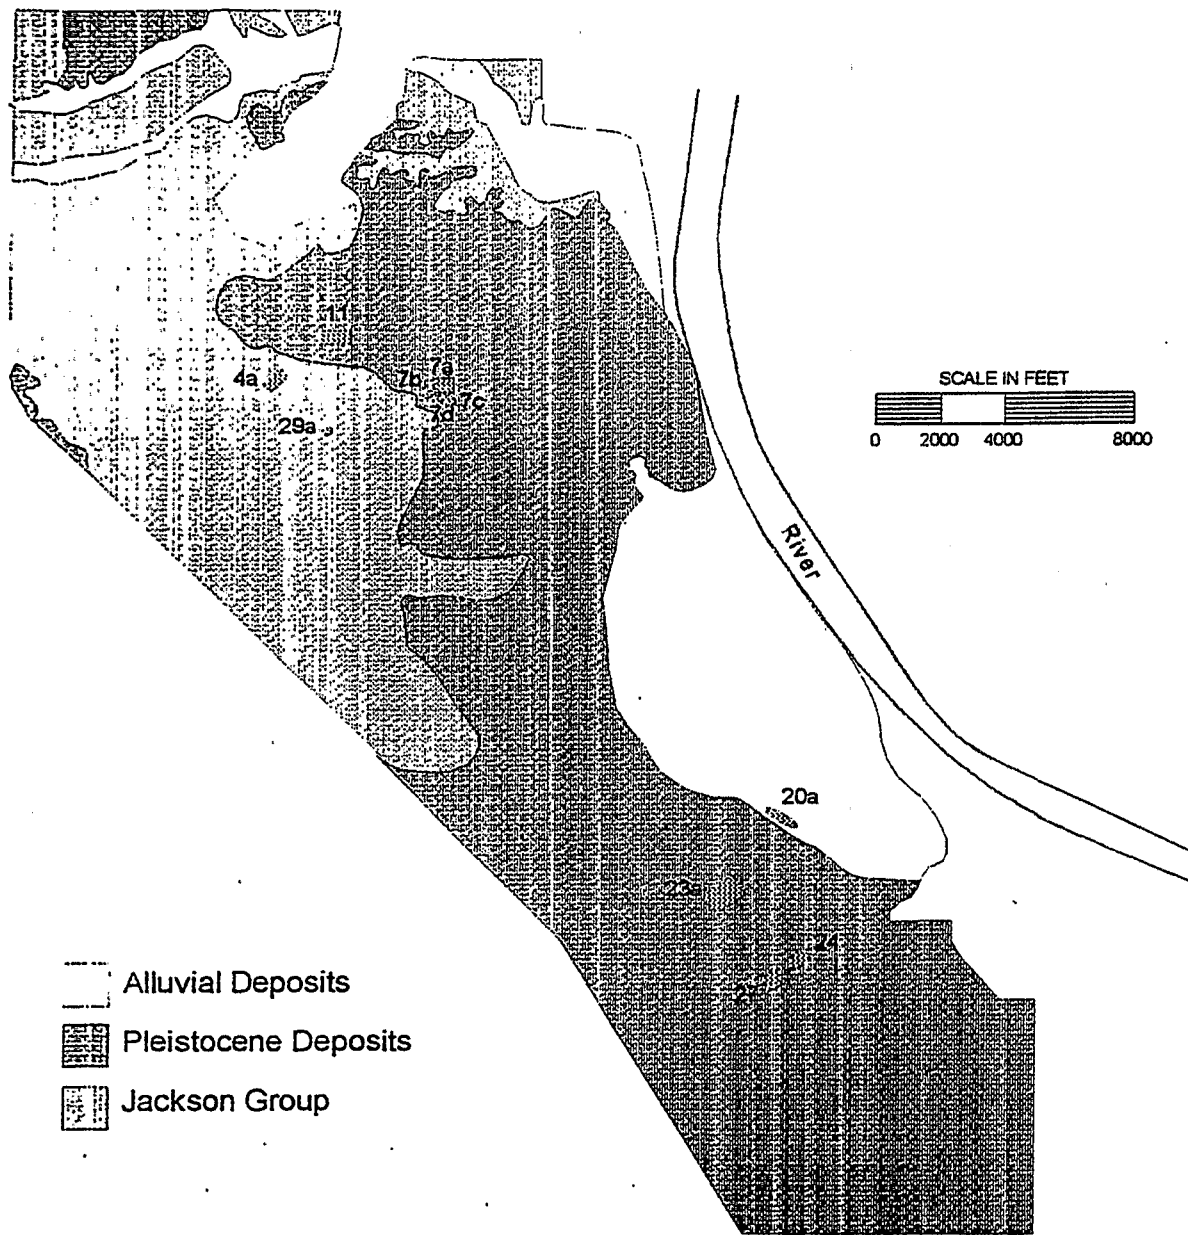 11
4a
7b
7a
7c
7d
29a
SCALE IN FEET
0 2000 4000 8000
River
20a
23a
24
Alluvial Deposits
Pleistocene Deposits
Jackson Group